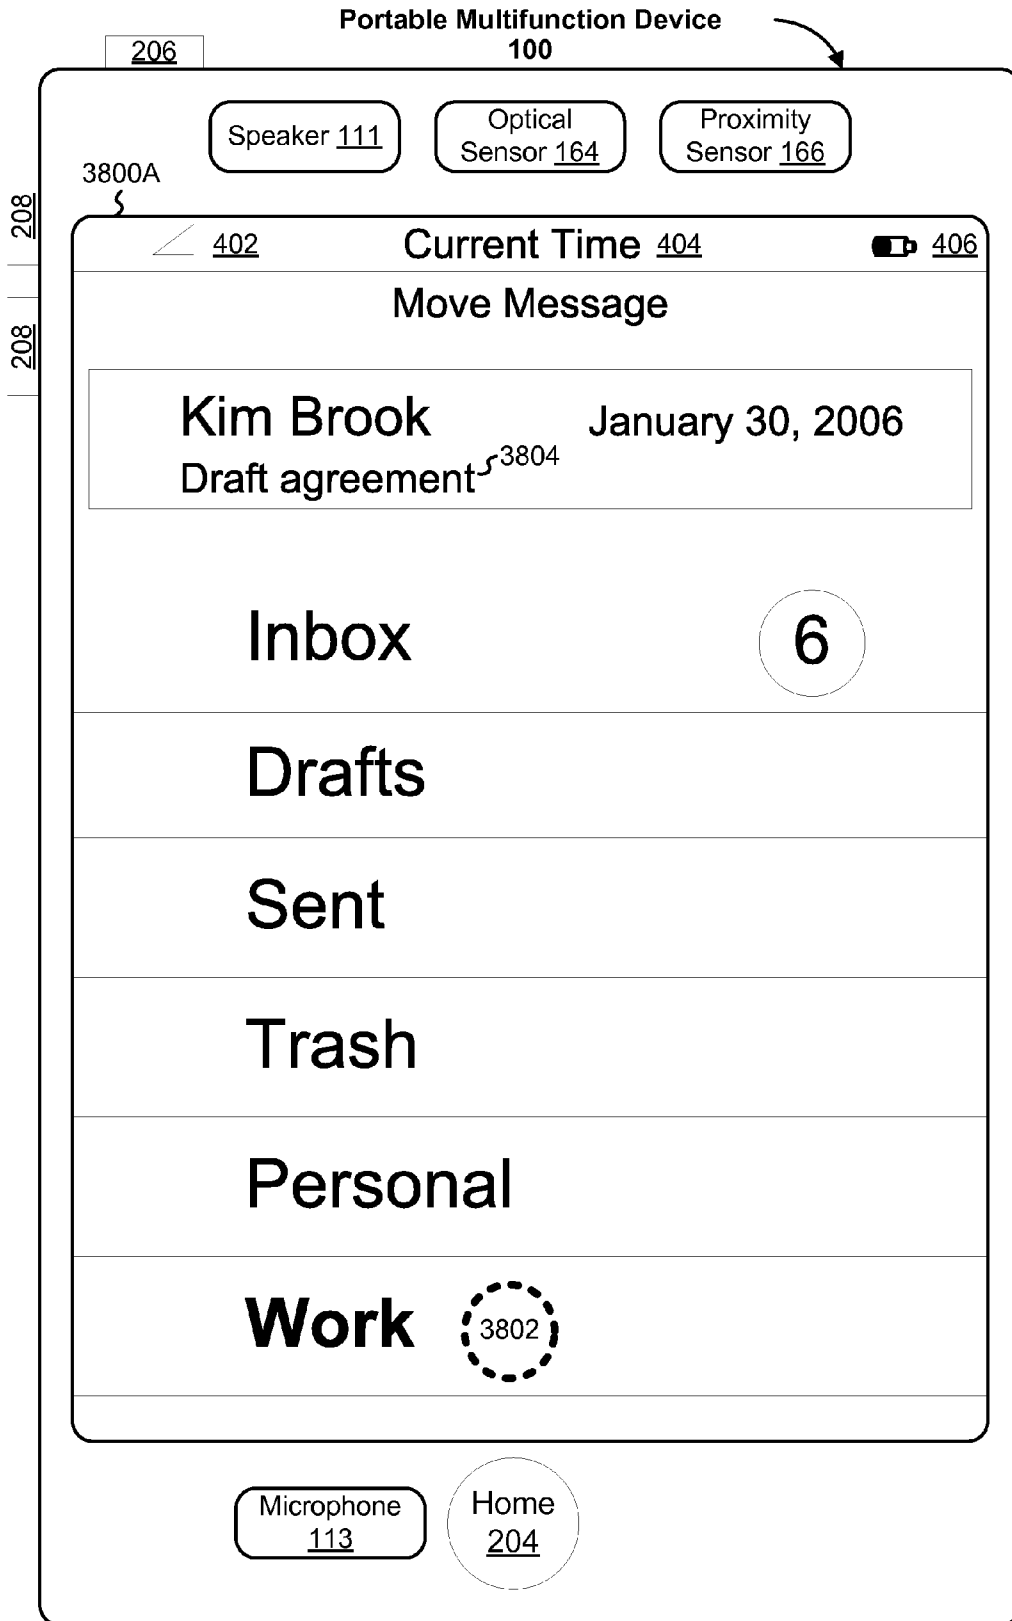 Portable Multifunction Device
100
206
Speaker 111
Optical
Sensor 164
Proximity
Sensor 166
3800A
208
208
402
Current Time 404
406
Move Message
Kim Brook
January 30, 2006
Draft agreement
3804
Inbox
6
Drafts
Sent
Trash
Personal
Work
3802
Microphone
113
Home
204